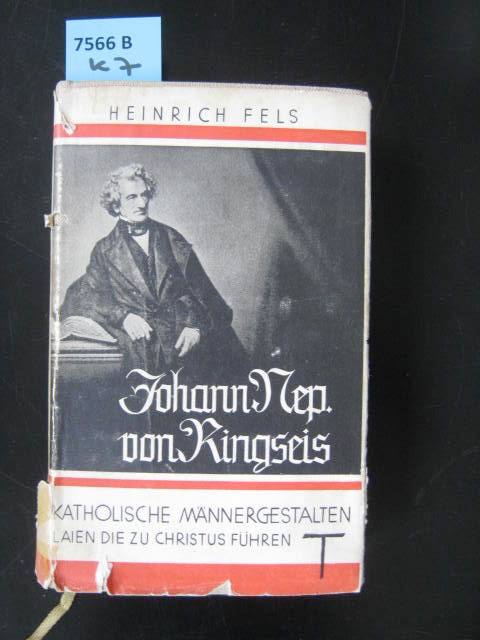 7566 B
K7
HEINRICH FELS
Johann Nep.
von Ringseis
KATHOLISCHE MÄNNERGESTALTEN
LAIEN DIE ZU CHRISTUS FÜHREN
T